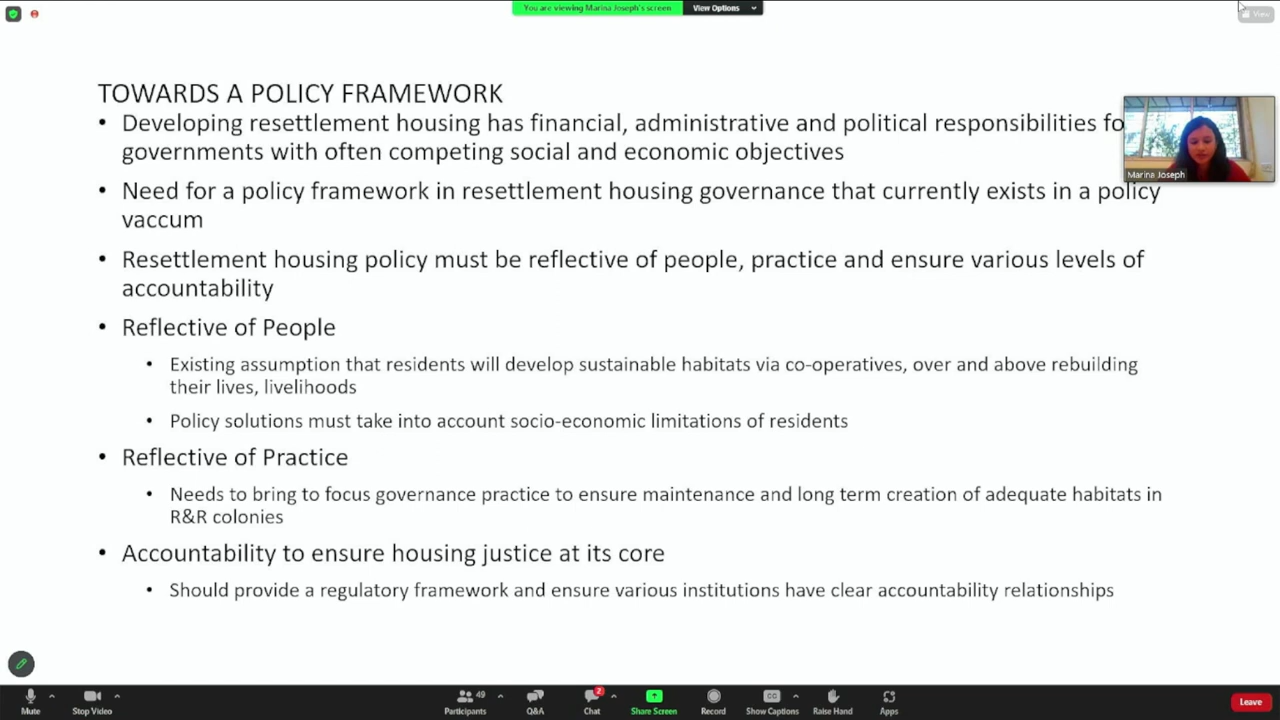 You are viewing Marina Joseph's screen
View Options
View
TOWARDS A POLICY FRAMEWORK
• Developing resettlement housing has financial, administrative and political responsibilities fo
governments with often competing social and economic objectives
• Need for a policy framework in resettlement housing governance that currently exists in a policy
vaccum
• Resettlement housing policy must be reflective of people, practice and ensure various levels of
accountability
• Reflective of People
• Existing assumption that residents will develop sustainable habitats via co-operatives, over and above rebuilding
their lives, livelihoods
• Policy solutions must take into account socio-economic limitations of residents
• Reflective of Practice
• Needs to bring to focus governance practice to ensure maintenance and long term creation of adequate habitats in
R&R colonies
• Accountability to ensure housing justice at its core
• Should provide a regulatory framework and ensure various institutions have clear accountability relationships
Marina Joseph
Mute
Stop Video
49
Participants
Q&A
2
Chat
Share Screen
Record
CC
Show Captions
Raise Hand
Apps
Leave